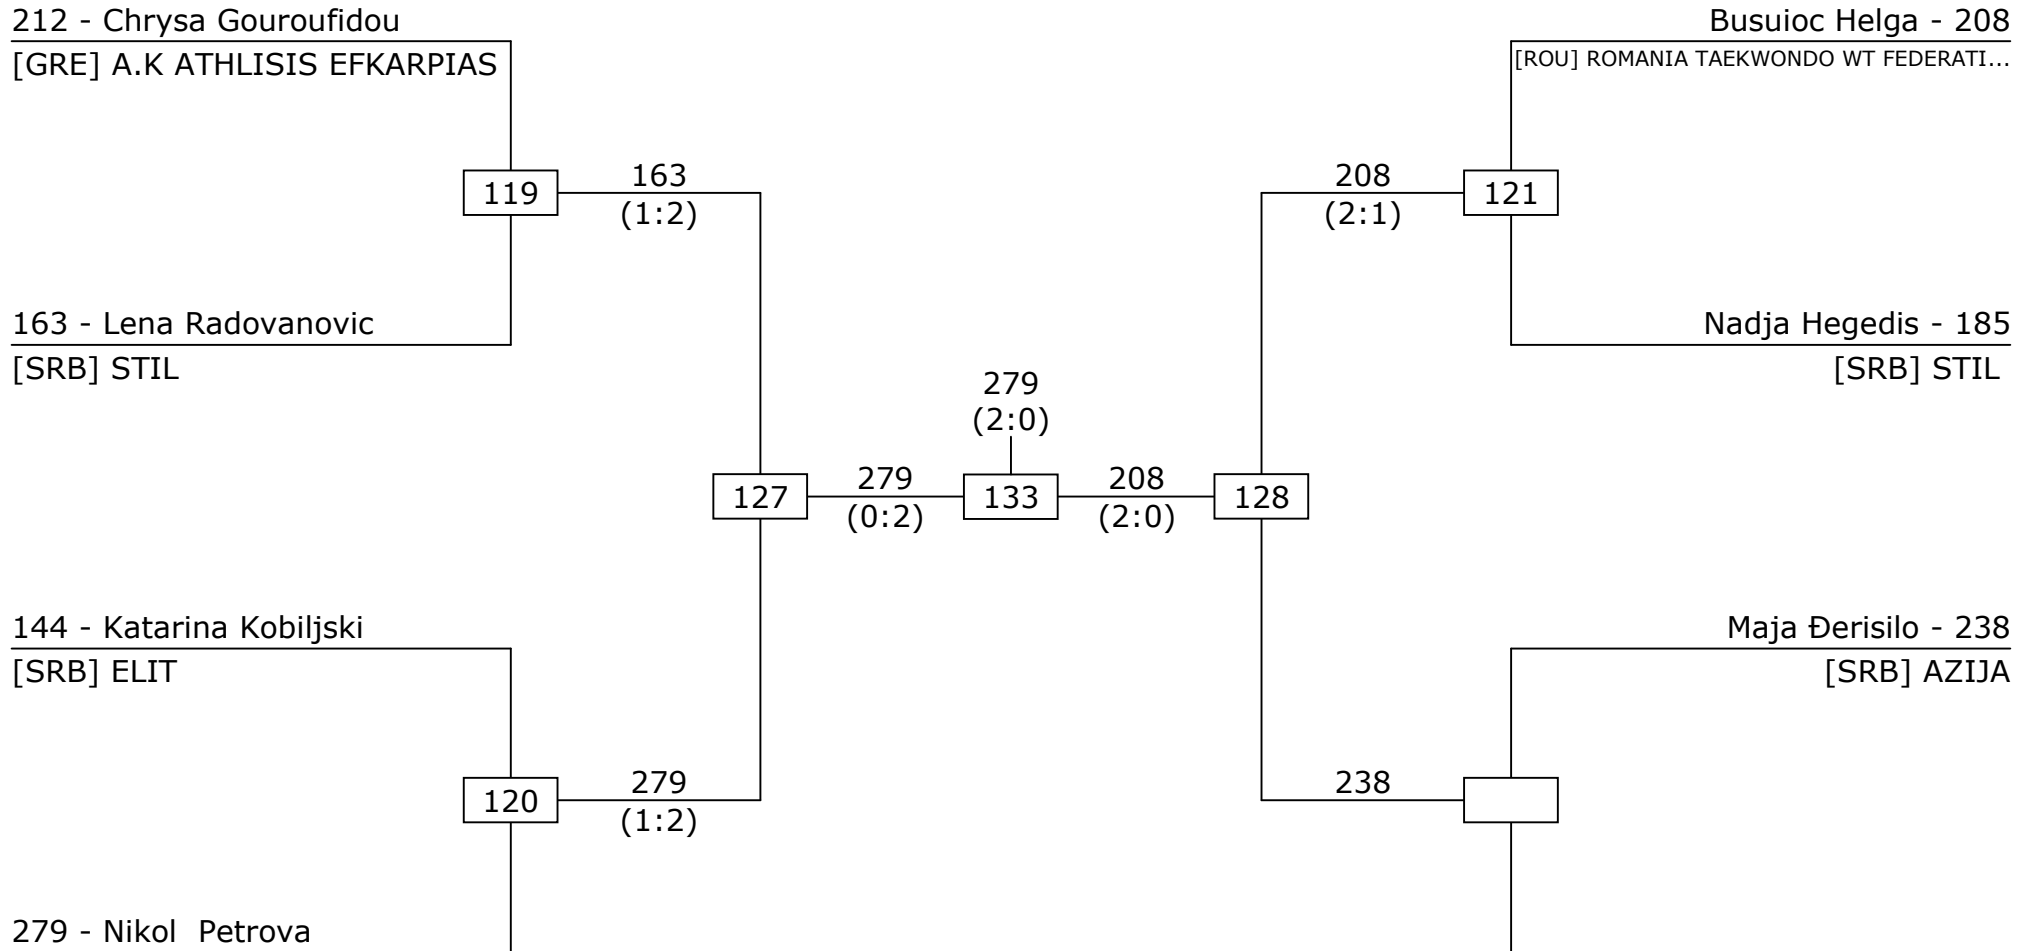 212 - Chrysa Gouroufidou
[GRE] A.K ATHLISIS EFKARPIAS
Busuioc Helga - 208
[ROU] ROMANIA TAEKWONDO WT FEDERATI...
119
163
(1:2)
208
(2:1)
121
163 - Lena Radovanovic
[SRB] STIL
Nadja Hegedis - 185
[SRB] STIL
279
(2:0)
127
279
(0:2)
133
208
(2:0)
128
144 - Katarina Kobiljski
[SRB] ELIT
Maja Đerisilo - 238
[SRB] AZIJA
120
279
(1:2)
238
279 - Nikol  Petrova